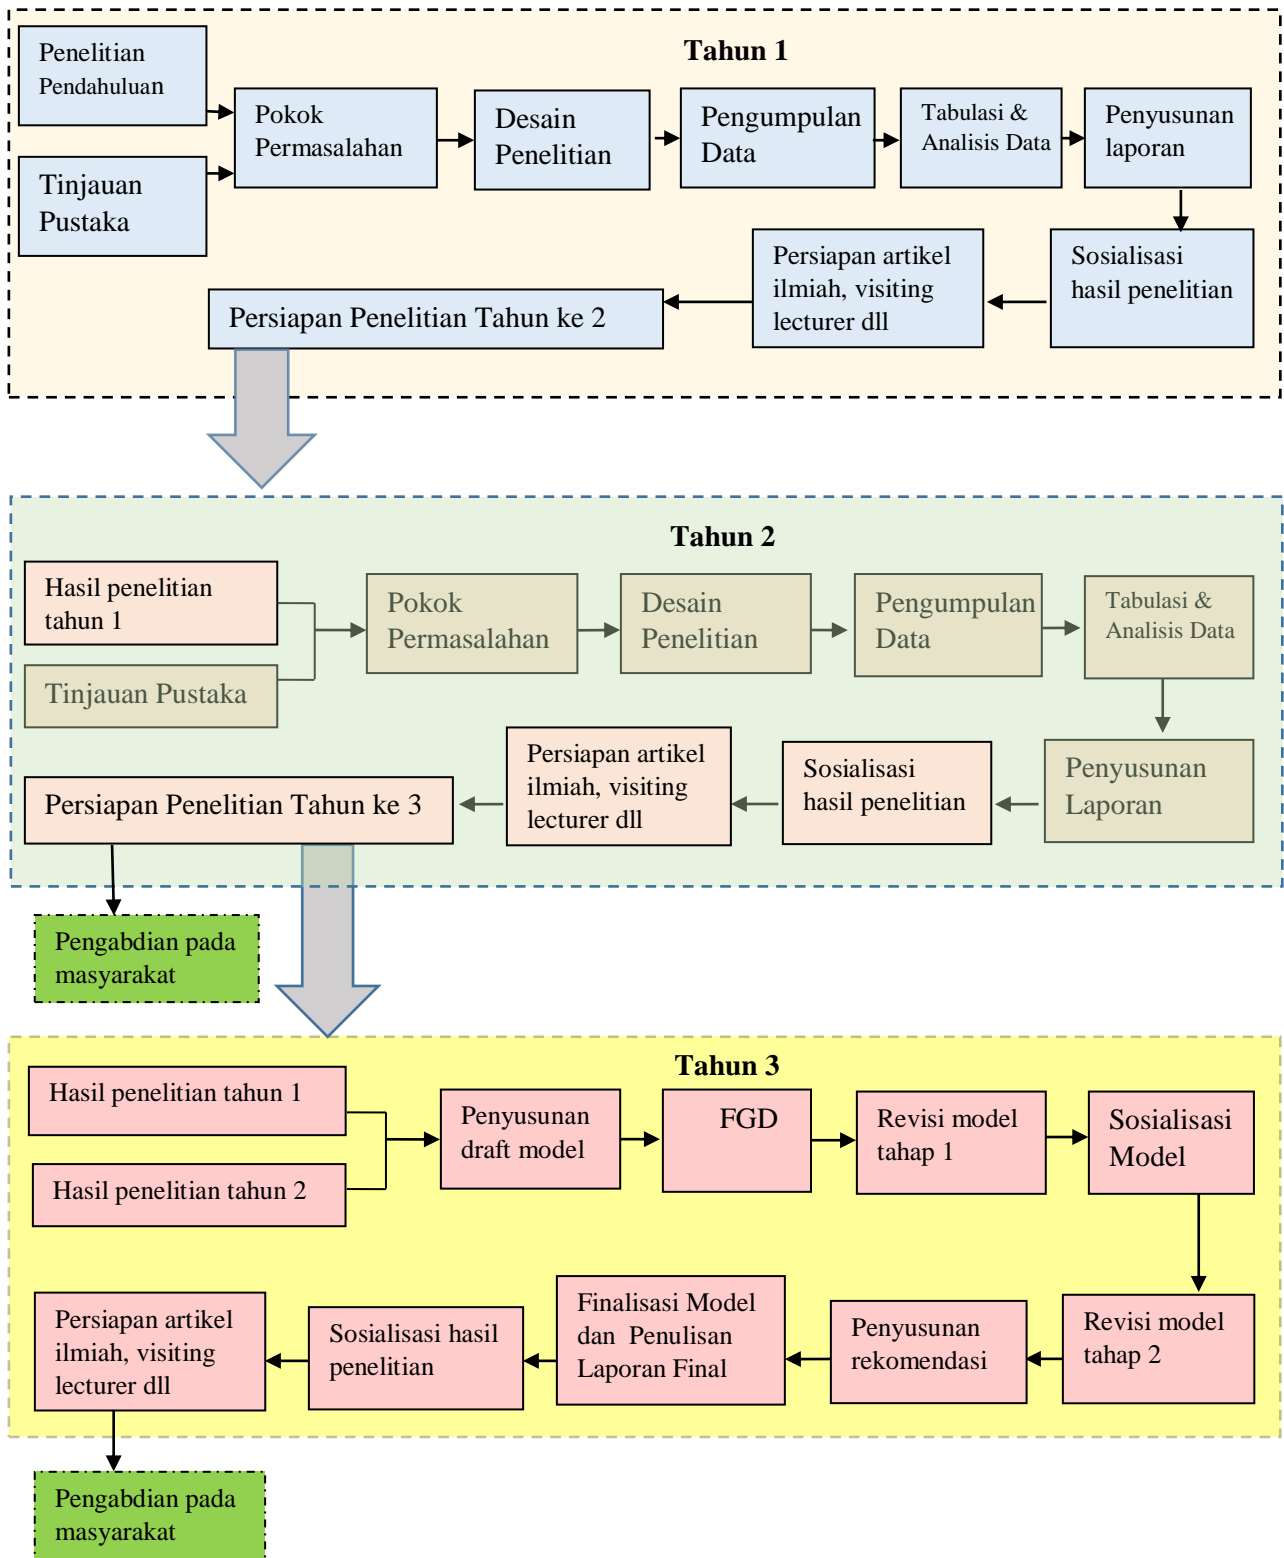 Tahun 1
Penelitian
Pendahuluan
Tinjauan
Pustaka
Pokok
Permasalahan
Desain
Penelitian
Pengumpulan
Data
Tabulasi &
Analisis Data
Penyusunan
laporan
Sosialisasi
hasil penelitian
Persiapan artikel
ilmiah, visiting
lecturer dll
Persiapan Penelitian Tahun ke 2
Tahun 2
Hasil penelitian
tahun 1
Tinjauan Pustaka
Pokok
Permasalahan
Desain
Penelitian
Pengumpulan
Data
Tabulasi &
Analisis Data
Penyusunan
Laporan
Sosialisasi
hasil penelitian
Persiapan artikel
ilmiah, visiting
lecturer dll
Persiapan Penelitian Tahun ke 3
Pengabdian pada
masyarakat
Tahun 3
Hasil penelitian tahun 1
Hasil penelitian tahun 2
Penyusunan
draft model
FGD
Revisi model
tahap 1
Sosialisasi
Model
Revisi model
tahap 2
Penyusunan
rekomendasi
Finalisasi Model
dan Penulisan
Laporan Final
Sosialisasi hasil
penelitian
Persiapan artikel
ilmiah, visiting
lecturer dll
Pengabdian pada
masyarakat